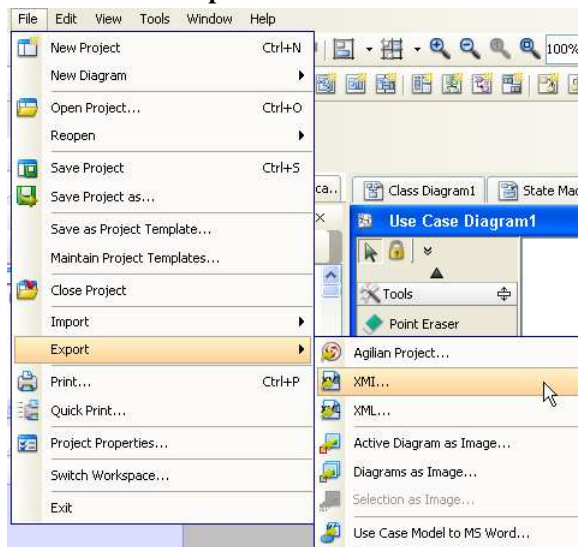 File Edit View Tools Window Help
New Project Ctrl+N
100%
New Diagram
Open Project... Ctrl+O
Reopen
Save Project Ctrl+S
Save Project as...
Save as Project Template...
Maintain Project Templates...
Close Project
Import
Export
Print... Ctrl+P
Quick Print...
Project Properties...
Switch Workspace...
Exit
ca.. Class Diagram1 State Mac
Use Case Diagram1
Tools
Point Eraser
Agilian Project...
XMI...
XML...
Active Diagram as Image...
Diagrams as Image...
Selection as Image...
Use Case Model to MS Word...